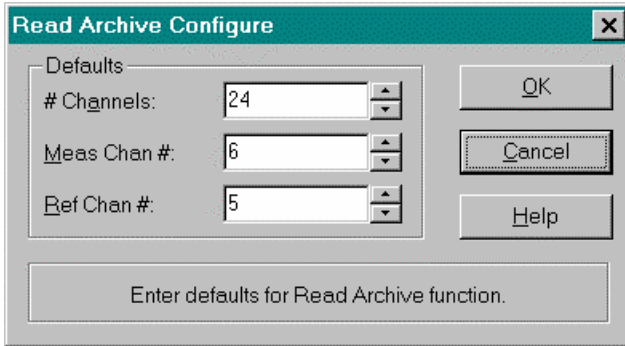 Read Archive Configure
Defaults
# Channels: 24
Meas Chan #: 6
Ref Chan #: 5
OK
Cancel
Help
Enter defaults for Read Archive function.